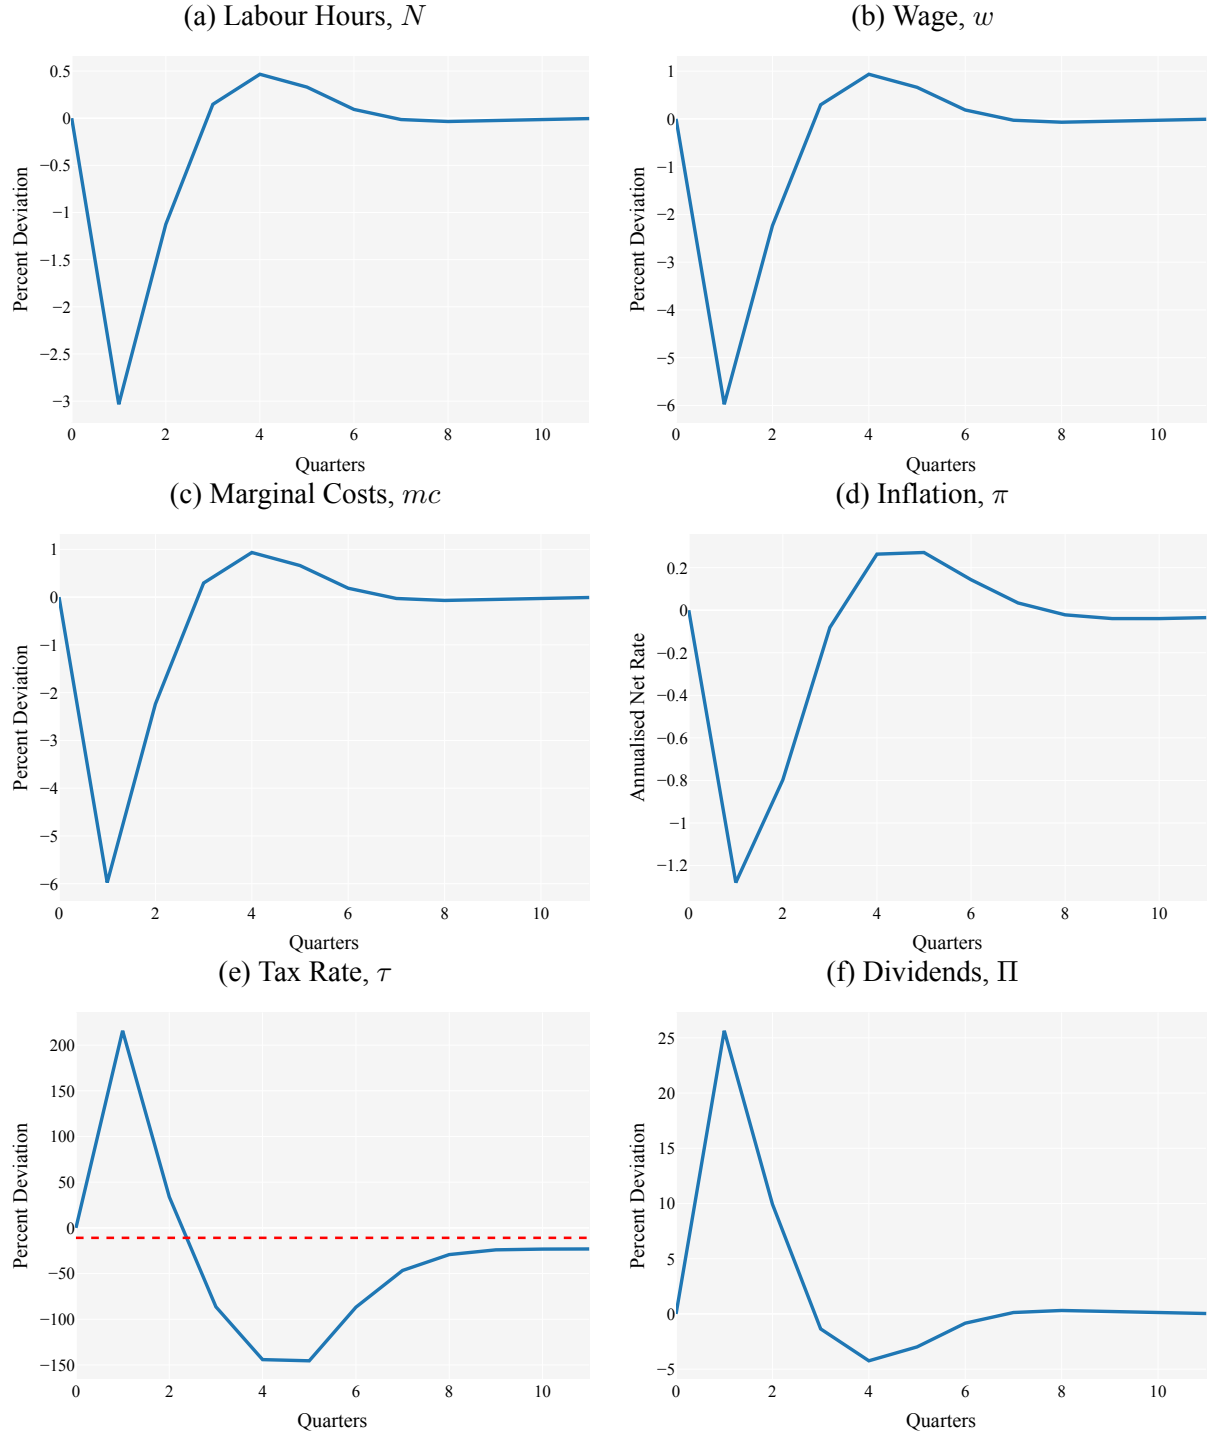 (a) Labour Hours, N
0.5
0
−0.5
−1
−1.5
−2
−2.5
−3
Percent Deviation
0 2 4 6 8 10
Quarters
(b) Wage, w
1
0
−1
−2
−3
−4
−5
−6
Percent Deviation
0 2 4 6 8 10
Quarters
(c) Marginal Costs, mc
1
0
−1
−2
−3
−4
−5
−6
Percent Deviation
0 2 4 6 8 10
Quarters
(d) Inflation, π
0.2
0
−0.2
−0.4
−0.6
−0.8
−1
−1.2
Annualised Net Rate
0 2 4 6 8 10
Quarters
(e) Tax Rate, τ
200
150
100
50
0
−50
−100
−150
Percent Deviation
0 2 4 6 8 10
Quarters
(f) Dividends, Π
25
20
15
10
5
0
−5
Percent Deviation
0 2 4 6 8 10
Quarters